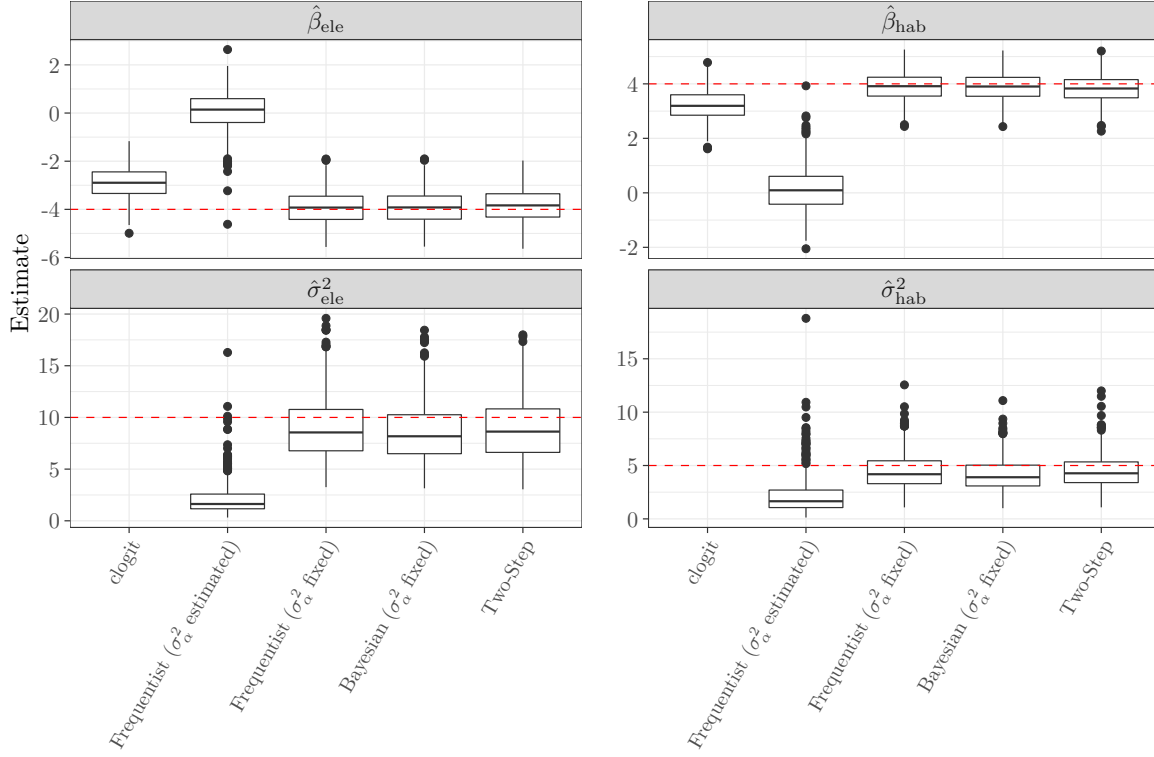 β̂ele
β̂hab
2
0
-2
-4
-6
4
2
0
-2
Estimate
σ̂²ele
σ̂²hab
20
15
10
5
0
15
10
5
0
clogit
Frequentist (σ²α estimated)
Frequentist (σ²α fixed)
Bayesian (σ²α fixed)
Two-Step
clogit
Frequentist (σ²α estimated)
Frequentist (σ²α fixed)
Bayesian (σ²α fixed)
Two-Step